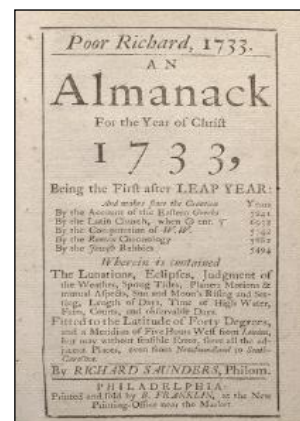 Poor Richard, 1733.
AN
Almanack
For the Year of Chriſt
1 7 3 3,
Being the Firſt after LEAP YEAR:
And makes ſince the Creation Years
By the Account of the Eaſtern Greeks 7241
By the Latin Church, when ☉ ent. ♈ 6932
By the Computation of W.W. 5742
By the Roman Chronology 5682
By the Jewiſh Rabbies 5494
Wherein is contained
The Lunations, Eclipſes, Judgment of
the Weather, Spring Tides, Planets Motions &
mutual Aſpects, Sun and Moon's Riſing and Set-
ting, Length of Days, Time of High Water,
Fairs, Courts, and obſervable Days.
Fitted to the Latitude of Forty Degrees,
and a Meridian of Five Hours Weſt from London,
but may without ſenſible Error, ſerve all the ad-
jacent Places, even from Newfoundland to South-
Carolina.
By RICHARD SAUNDERS, Philom.
PHILADELPHIA:
Printed and ſold by B. FRANKLIN, at the New
Printing-Office near the Market.